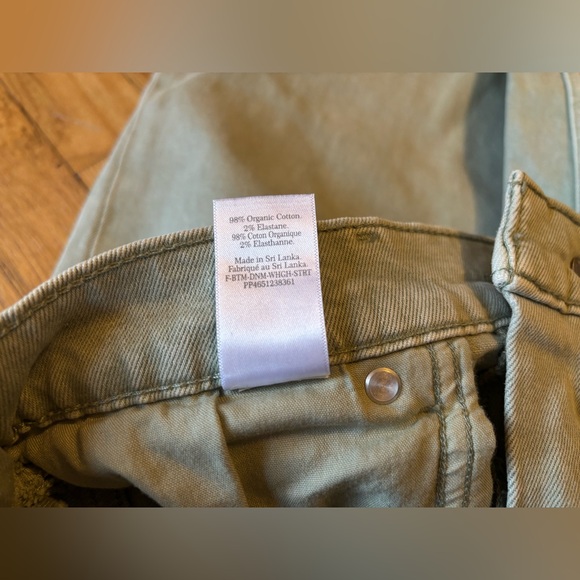 98% Organic Cotton.
2% Elastane.
98% Coton Organique
2% Elasthanne.
Made in Sri Lanka.
Fabriqué au Sri Lanka.
F-BTM-DNM-WHGH-STRT
PP4651238361